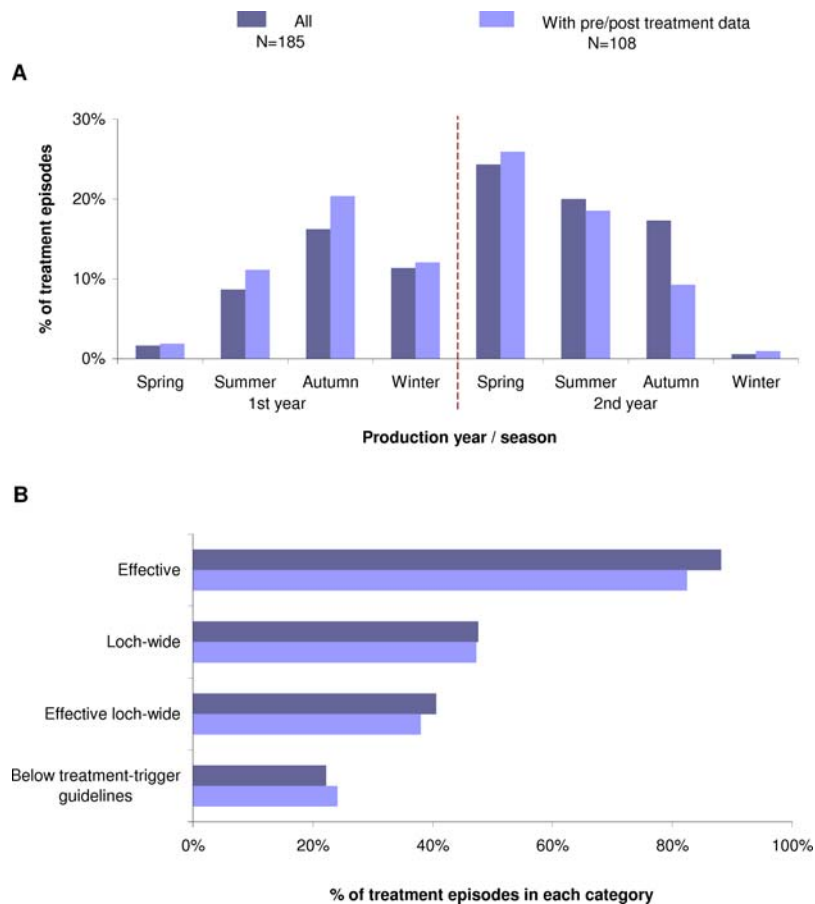 All
With pre/post treatment data
N=185
N=108
A
30%
20%
10%
0%
% of treatment episodes
Spring
Summer
Autumn
Winter
Spring
Summer
Autumn
Winter
1st year
2nd year
Production year / season
B
Effective
Loch-wide
Effective loch-wide
Below treatment-trigger
guidelines
0%
20%
40%
60%
80%
100%
% of treatment episodes in each category